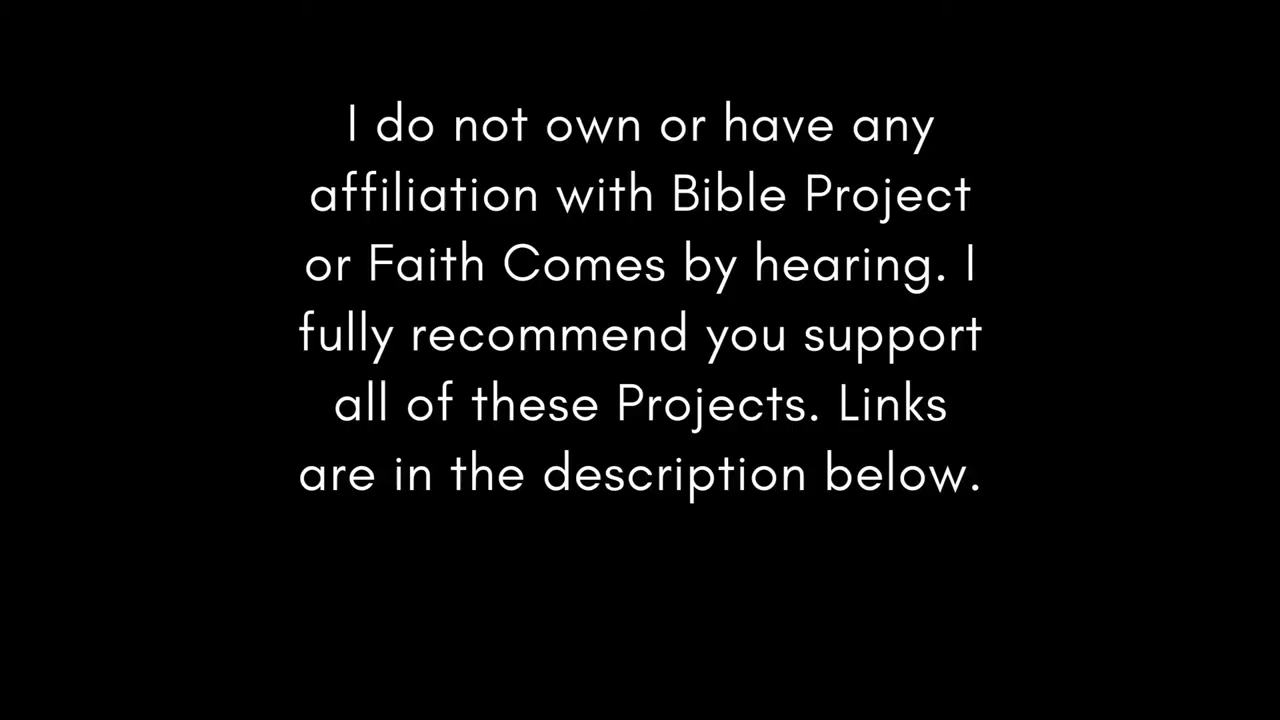 I do not own or have any
affiliation with Bible Project
or Faith Comes by hearing. I
fully recommend you support
all of these Projects. Links
are in the description below.